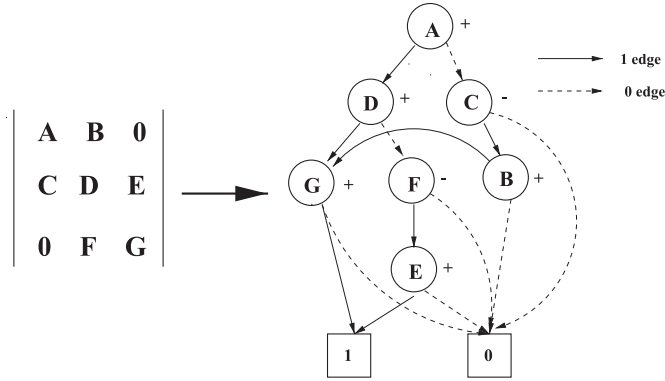 A +
1 edge
D + C -
0 edge
A B 0
C D E
0 F G
G + F - B +
E +
1 0